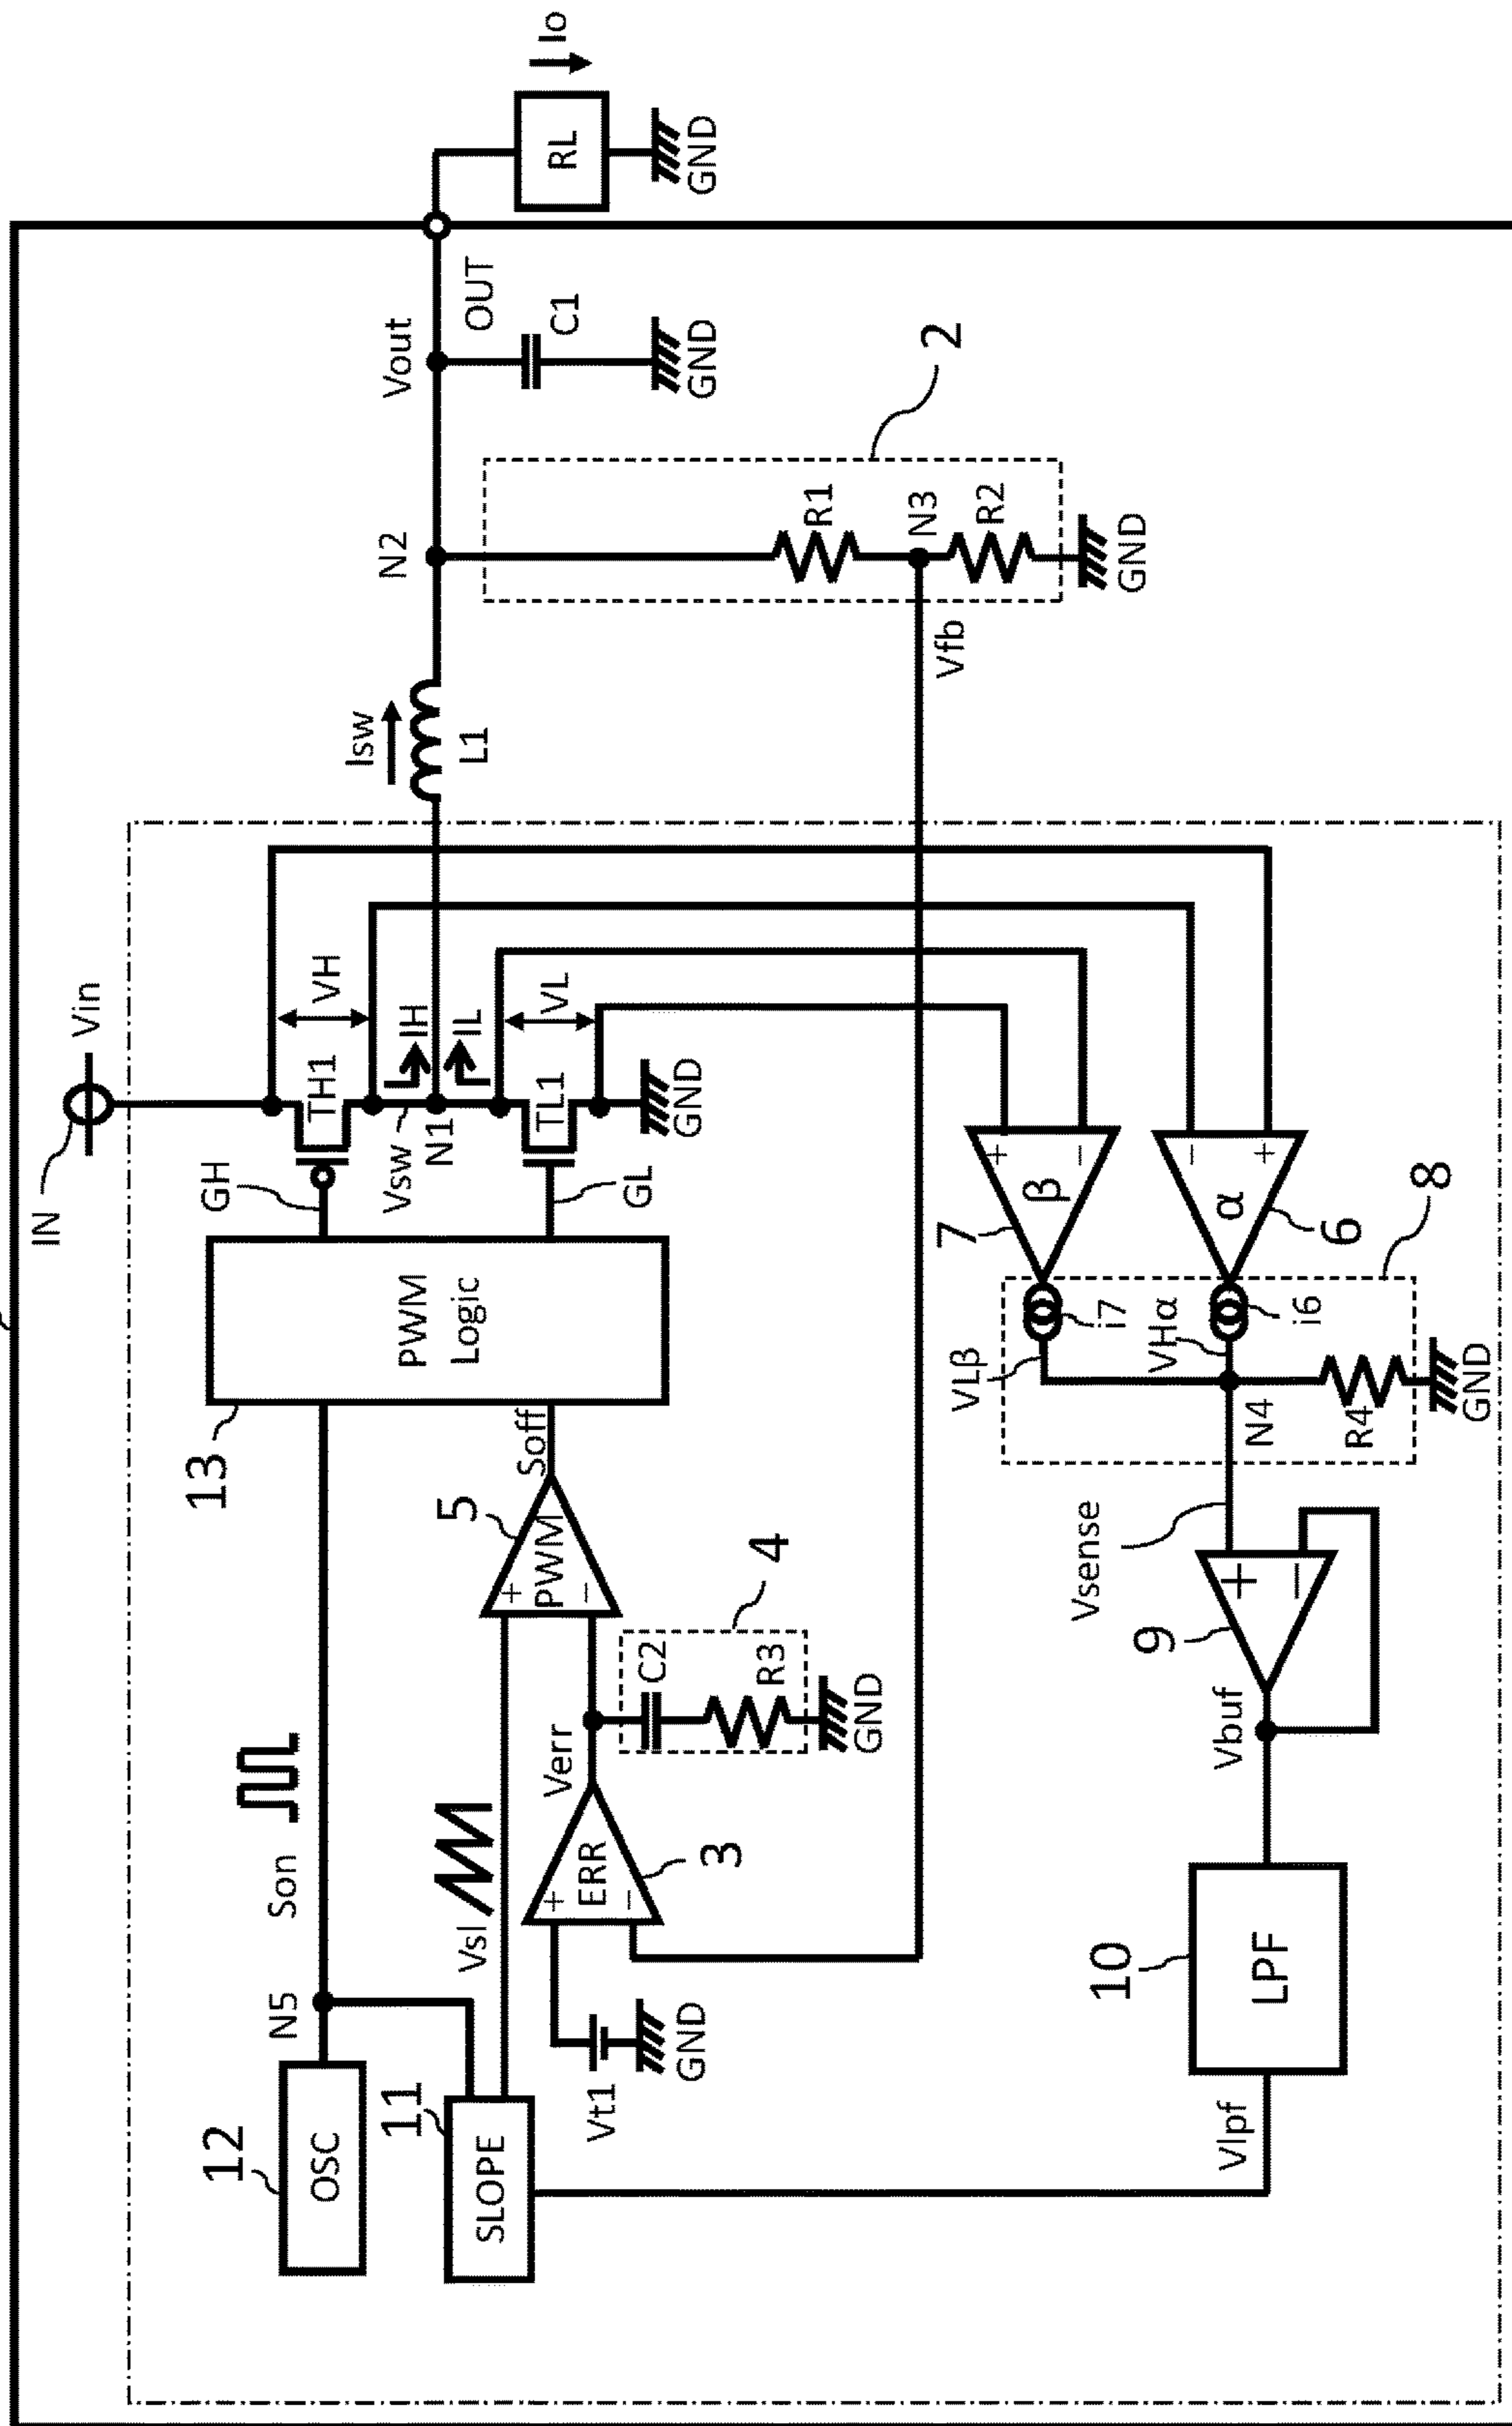 IN
Vin
12
OSC
N5
Son
13
PWM
Logic
GH
TH1
VH
Vsw
N1
IH
IL
GL
TL1
VL
GND
Isw
L1
N2
Vout
OUT
C1
GND
RL
Io
GND
11
SLOPE
Vsl
Vt1
GND
+
−
ERR
3
Verr
4
C2
R3
GND
+
−
PWM
5
Soff
2
R1
N3
R2
GND
Vfb
7
+
−
β
6
−
+
α
8
i7
i6
VLβ
VHα
N4
R4
GND
Vsense
9
+
−
Vbuf
10
LPF
Vlpf